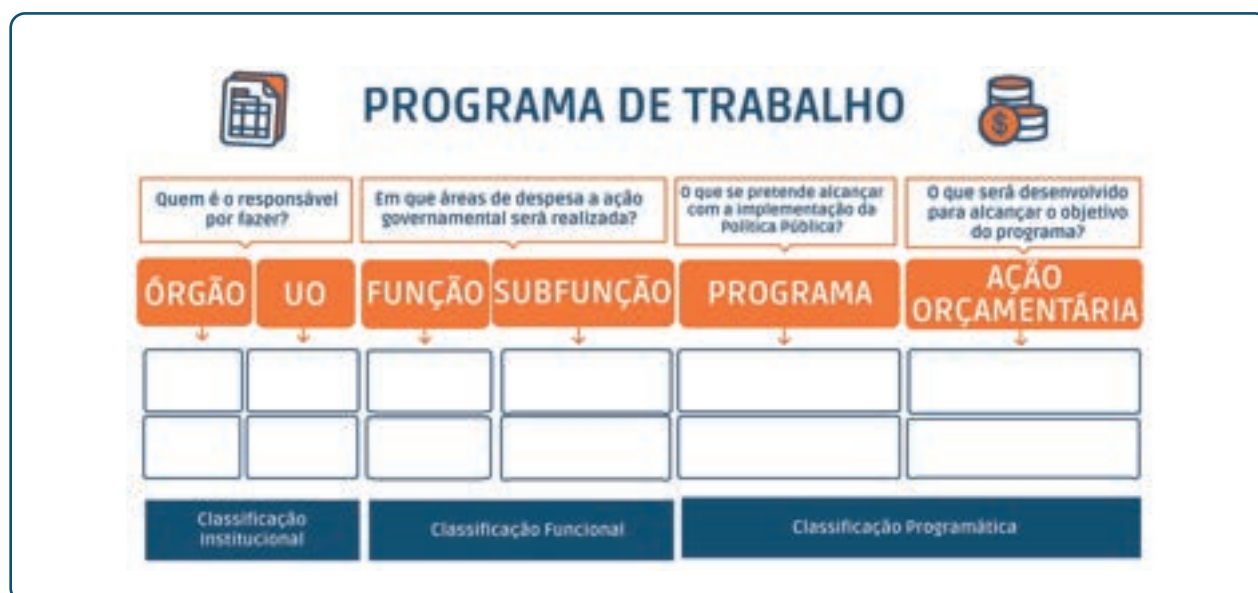 PROGRAMA DE TRABALHO
Quem é o responsável
por fazer?
Em que áreas de despesa a ação
governamental será realizada?
O que se pretende alcançar
com a implementação da
Política Pública?
O que será desenvolvido
para alcançar o objetivo
do programa?
ÓRGÃO
UO
FUNÇÃO
SUBFUNÇÃO
PROGRAMA
AÇÃO
ORÇAMENTÁRIA
Classificação
Institucional
Classificação Funcional
Classificação Programática